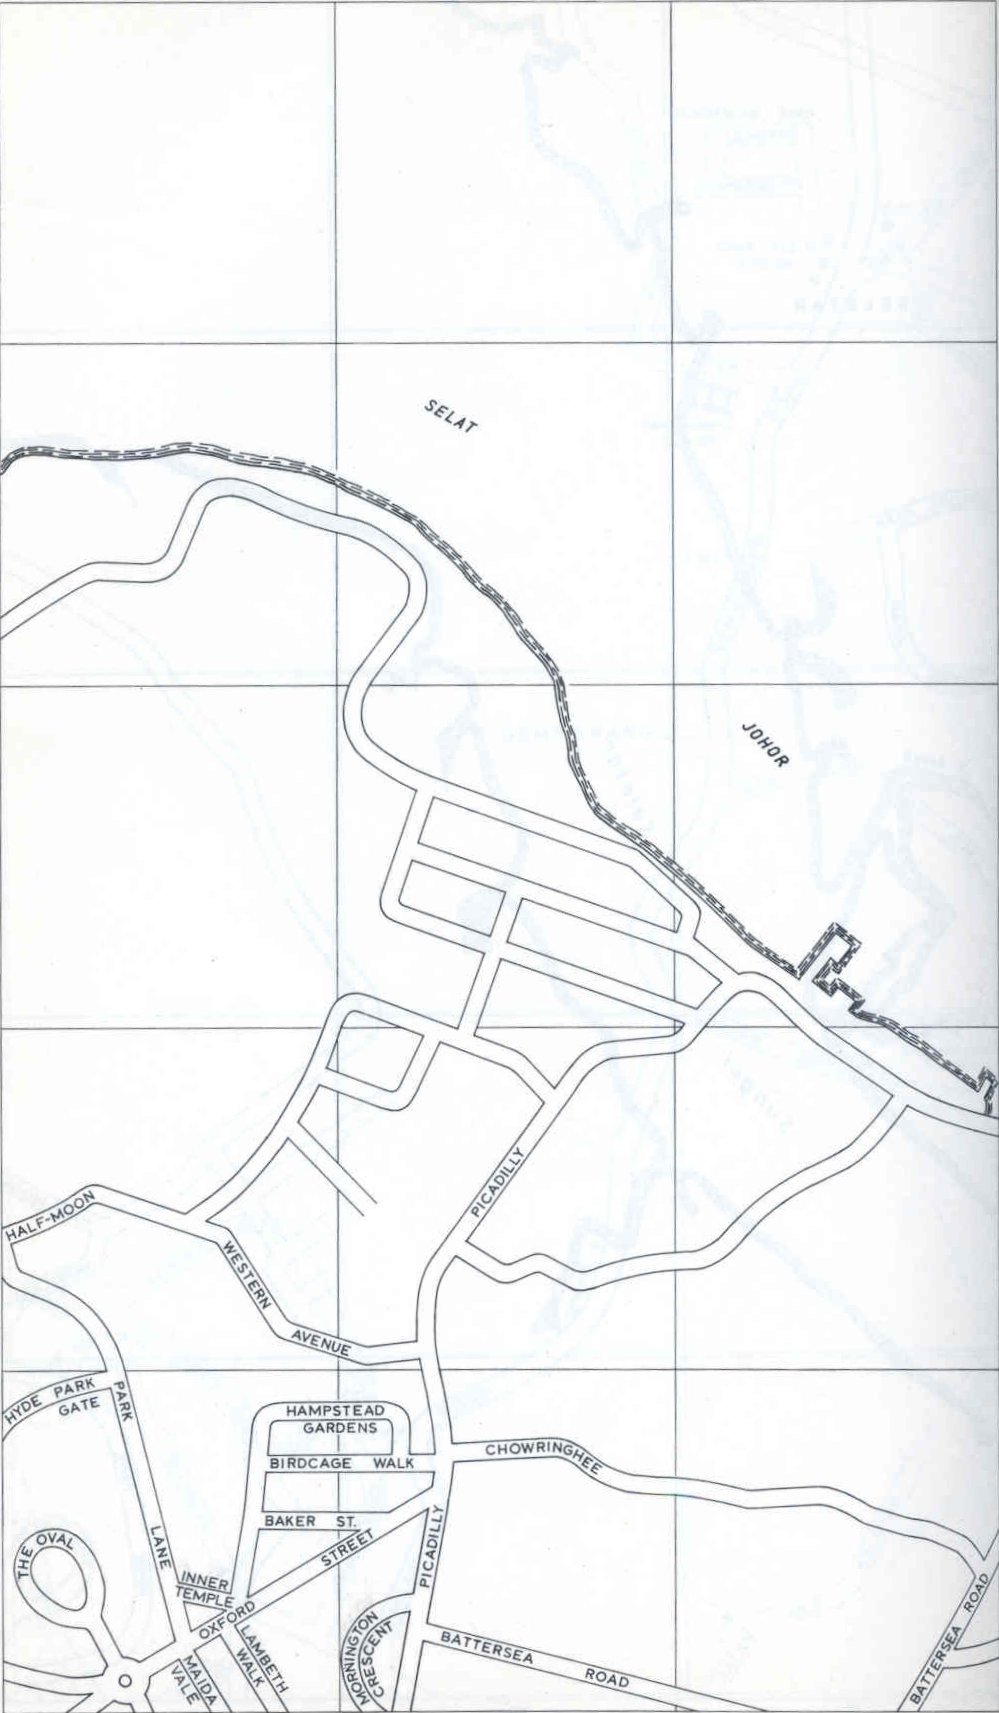 SELAT
JOHOR
PICADILLY
HALF-MOON
WESTERN
AVENUE
HYDE PARK
GATE
PARK
LANE
HAMPSTEAD
GARDENS
BIRDCAGE WALK
CHOWRINGHEE
BAKER ST.
OXFORD STREET
PICADILLY
THE OVAL
INNER
TEMPLE
LAMBETH
WALK
MAIDA
VALE
MORNINGTON
CRESCENT
BATTERSEA ROAD
BATTERSEA ROAD